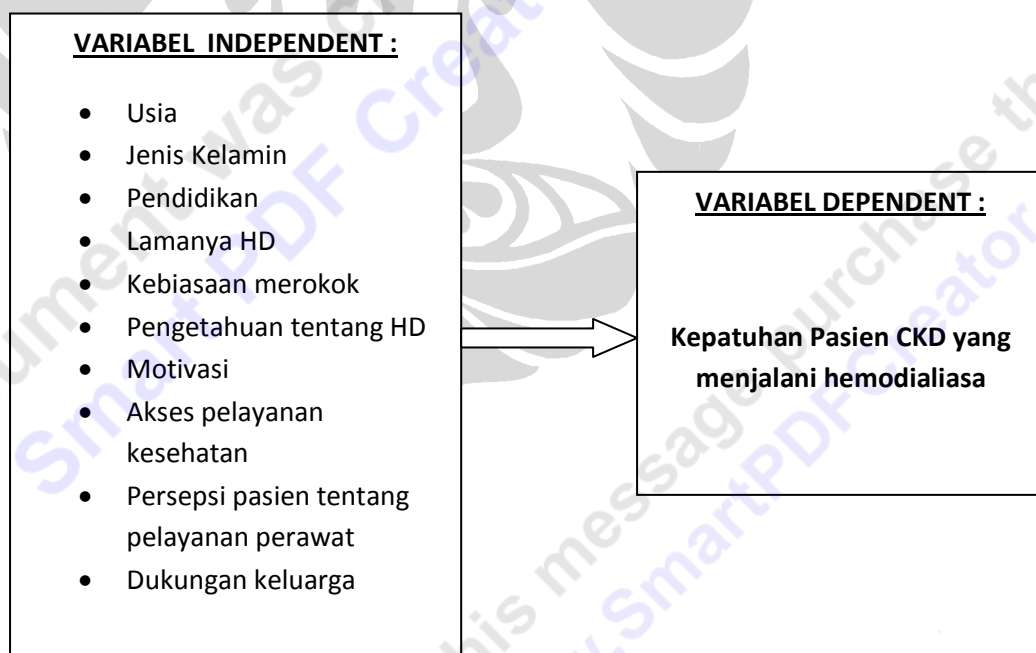 VARIABEL INDEPENDENT :
• Usia
• Jenis Kelamin
• Pendidikan
• Lamanya HD
• Kebiasaan merokok
• Pengetahuan tentang HD
• Motivasi
• Akses pelayanan
kesehatan
• Persepsi pasien tentang
pelayanan perawat
• Dukungan keluarga
VARIABEL DEPENDENT :
Kepatuhan Pasien CKD yang
menjalani hemodialiasa